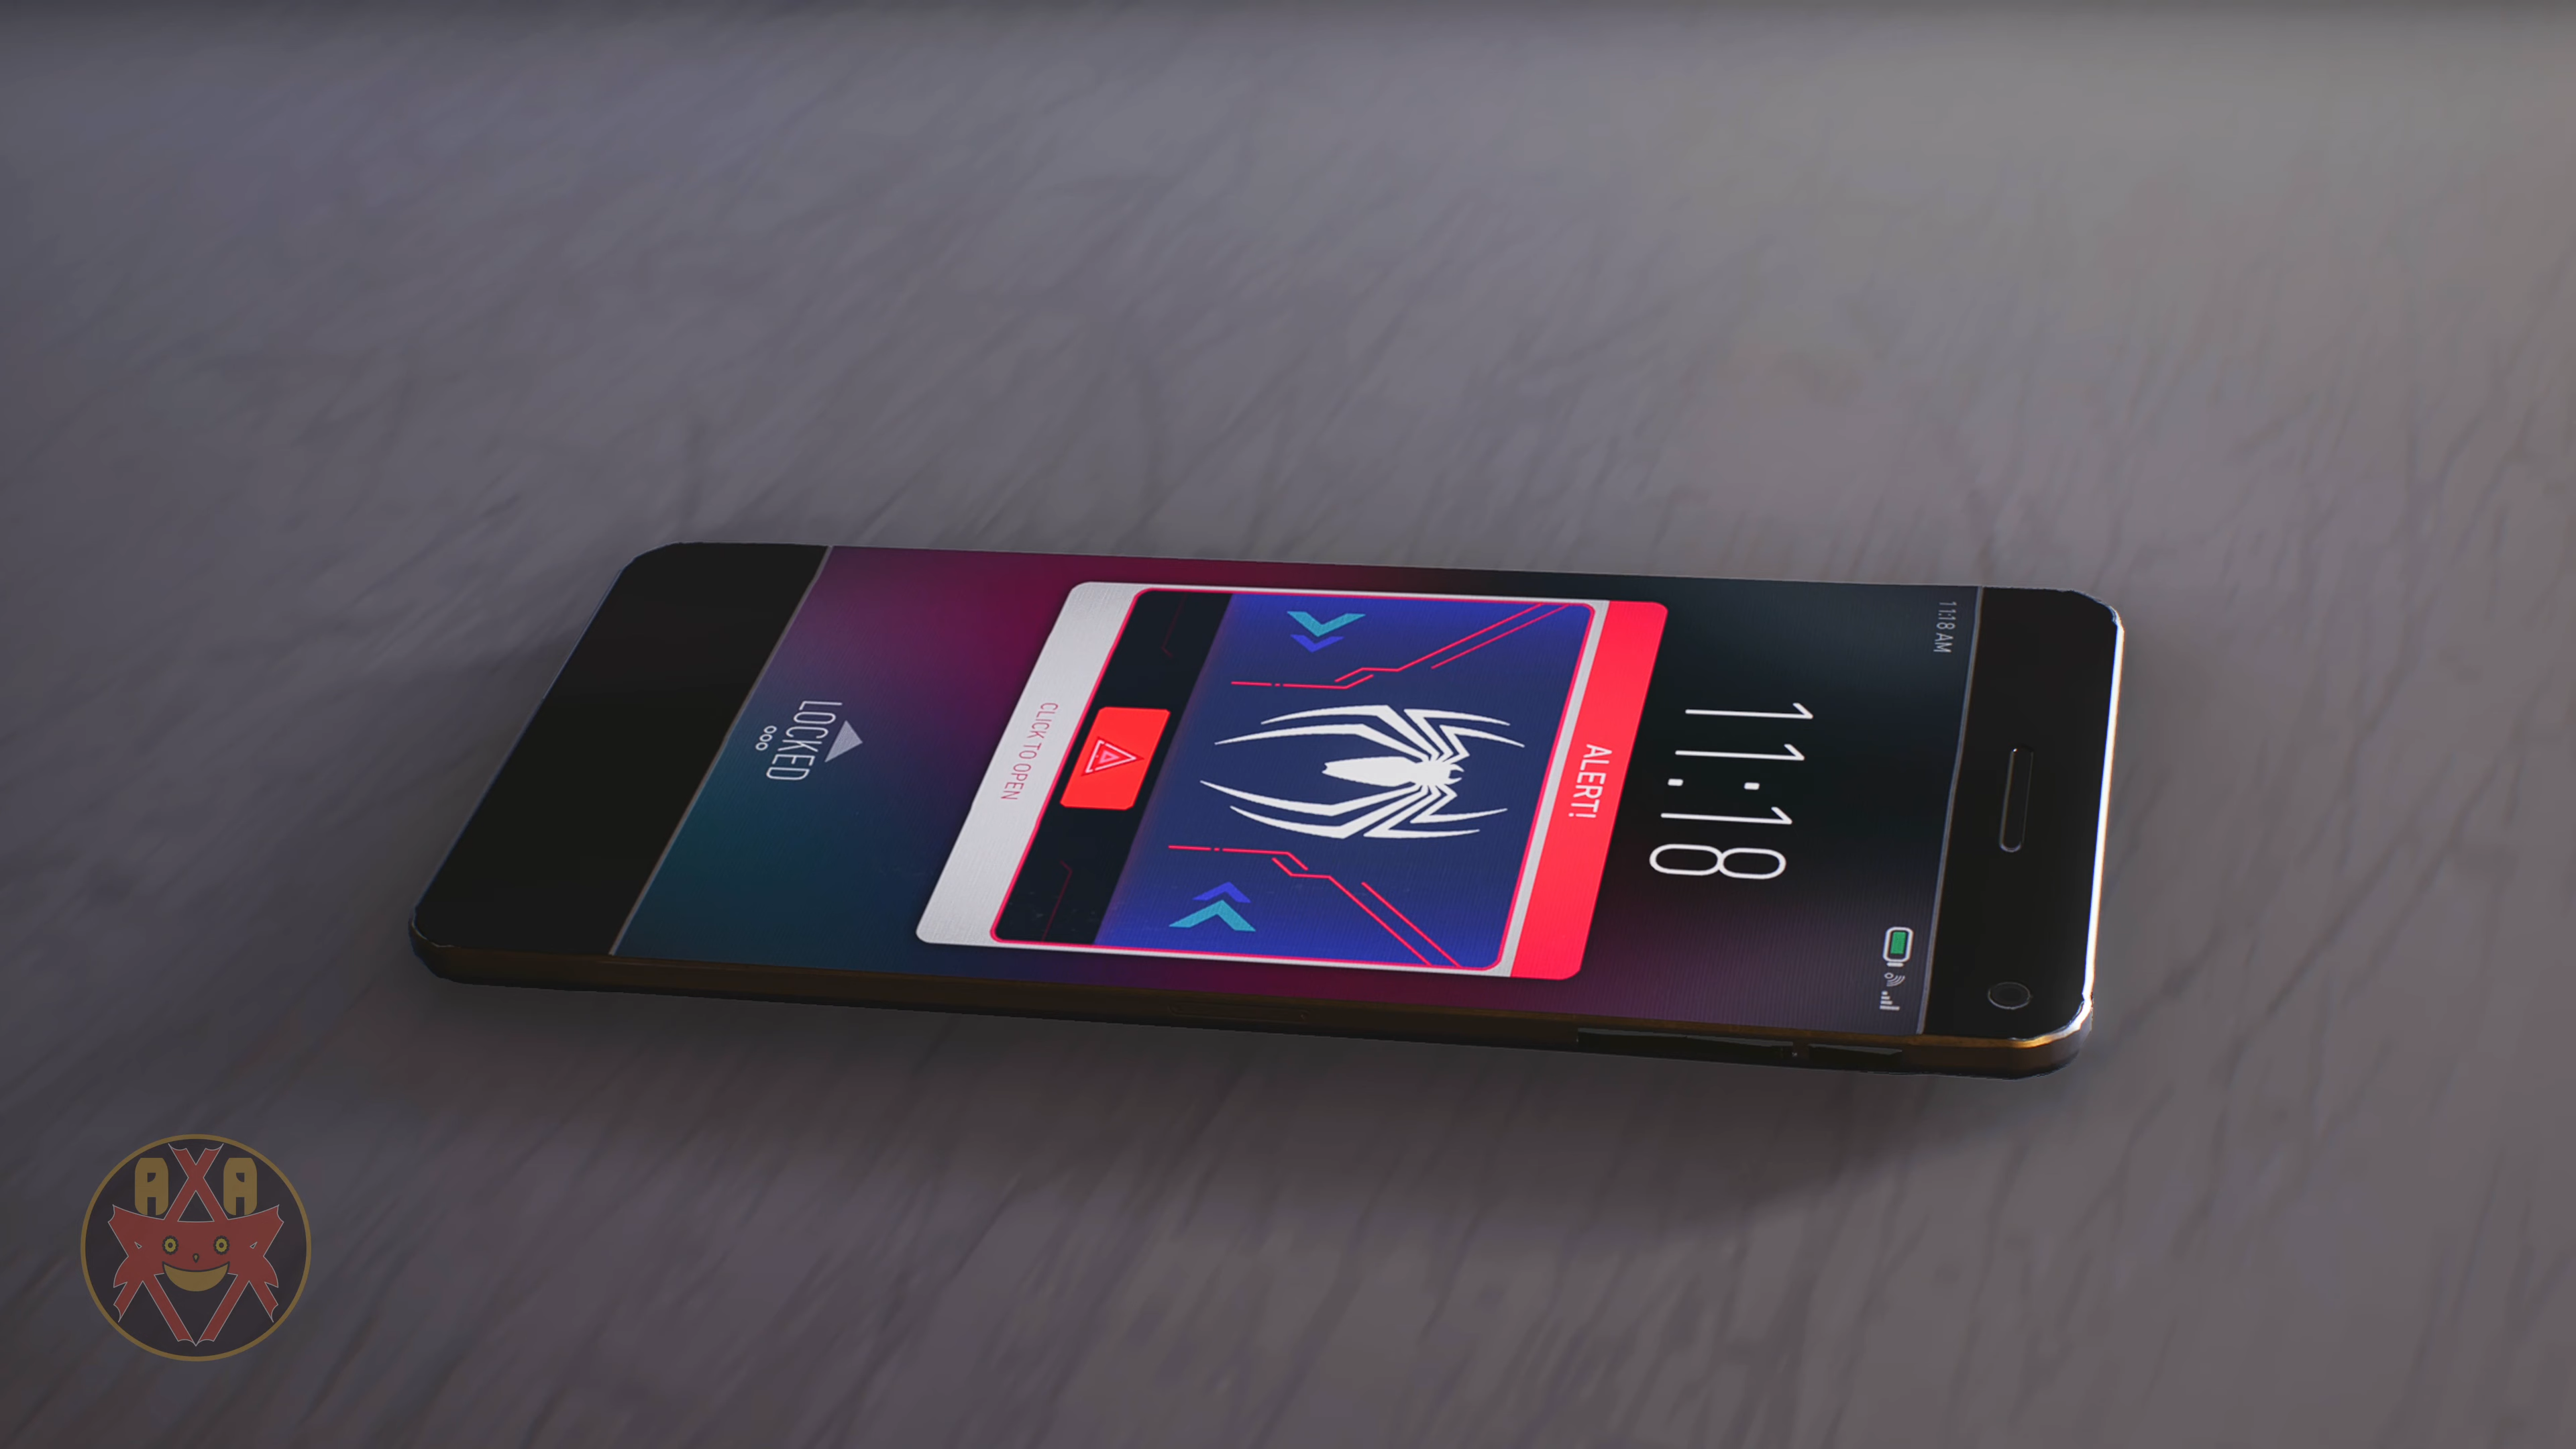 11:18 AM
11:18
ALERT!
CLICK TO OPEN
LOCKED
AXA